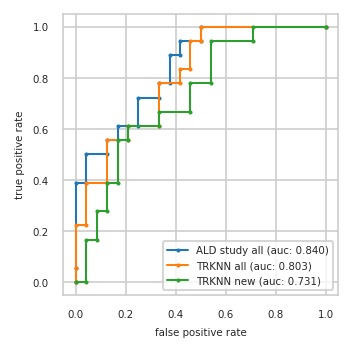 true positive rate
1.0
0.8
0.6
0.4
0.2
0.0
ALD study all (auc: 0.840)
TRKNN all (auc: 0.803)
TRKNN new (auc: 0.731)
0.0 0.2 0.4 0.6 0.8 1.0
false positive rate